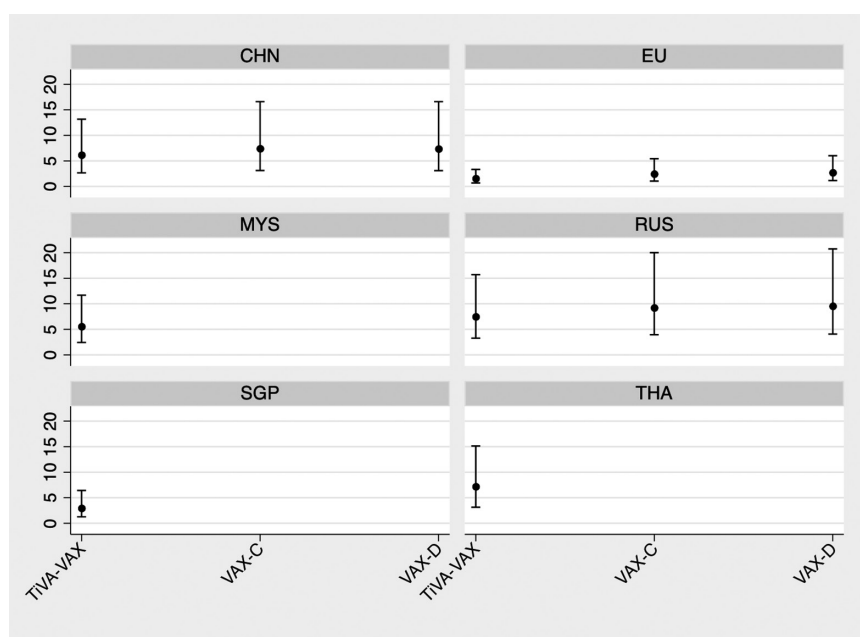 CHN
EU
0 5 10 15 20
MYS
RUS
0 5 10 15 20
SGP
THA
0 5 10 15 20
TiVA-VAX VAX-C VAX-D TiVA-VAX VAX-C VAX-D